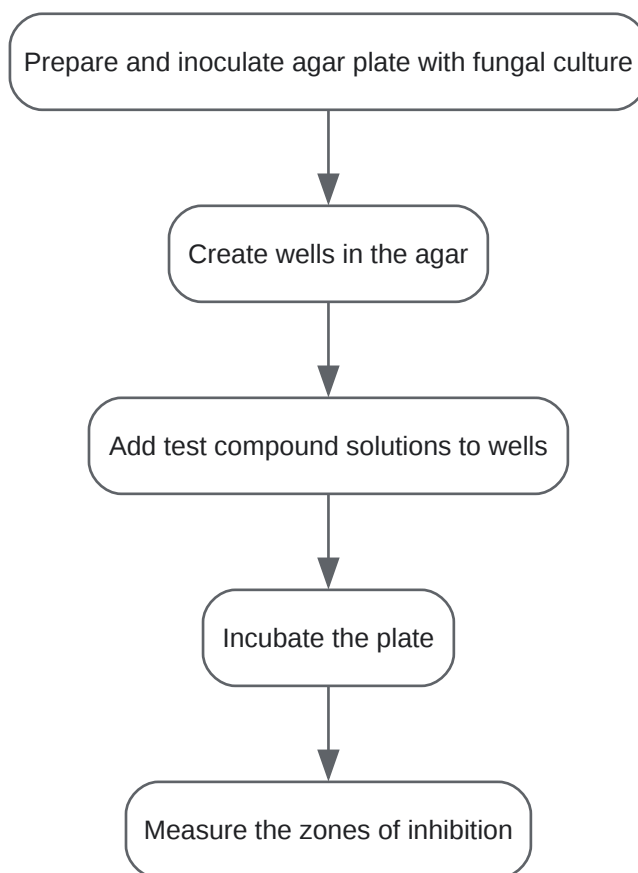 Prepare and inoculate agar plate with fungal culture
Create wells in the agar
Add test compound solutions to wells
Incubate the plate
Measure the zones of inhibition